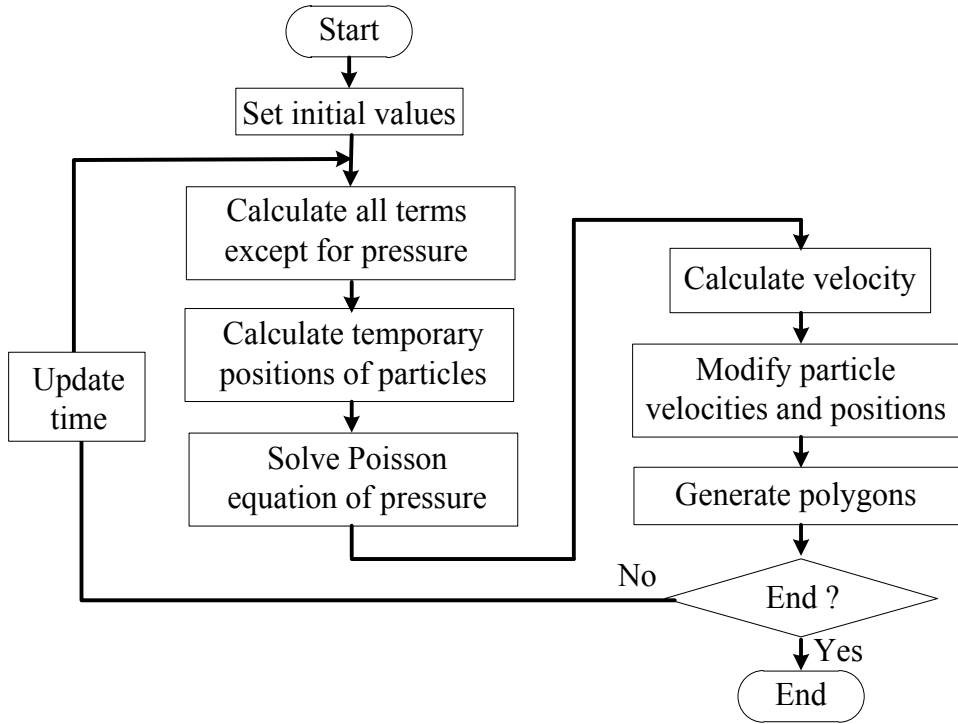 Start
Set initial values
Calculate all terms
except for pressure
Calculate temporary
positions of particles
Solve Poisson
equation of pressure
Update
time
Calculate velocity
Modify particle
velocities and positions
Generate polygons
No
End ?
Yes
End